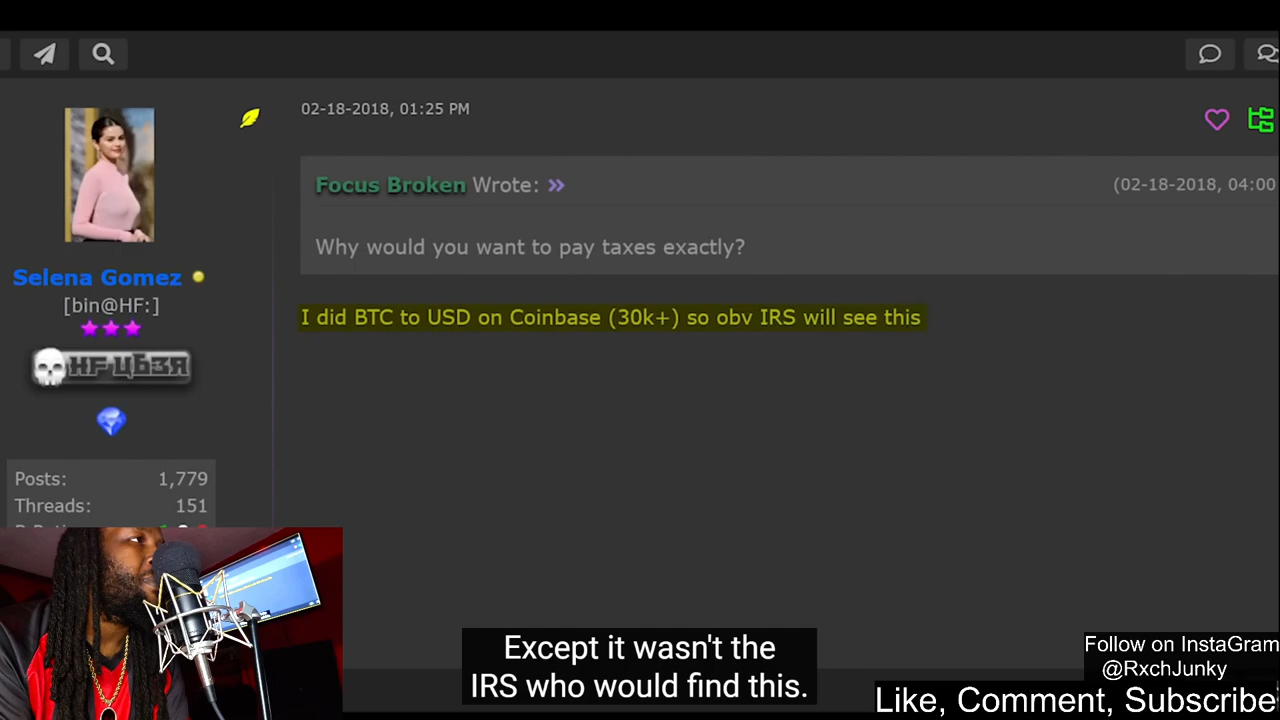 02-18-2018, 01:25 PM
Focus Broken Wrote: »
(02-18-2018, 04:00
Why would you want to pay taxes exactly?
Selena Gomez
[bin@HF:]
I did BTC to USD on Coinbase (30k+) so obv IRS will see this
Posts: 1,779
Threads: 151
Except it wasn't the
IRS who would find this.
Follow on InstaGram
@RxchJunky
Like, Comment, Subscribe